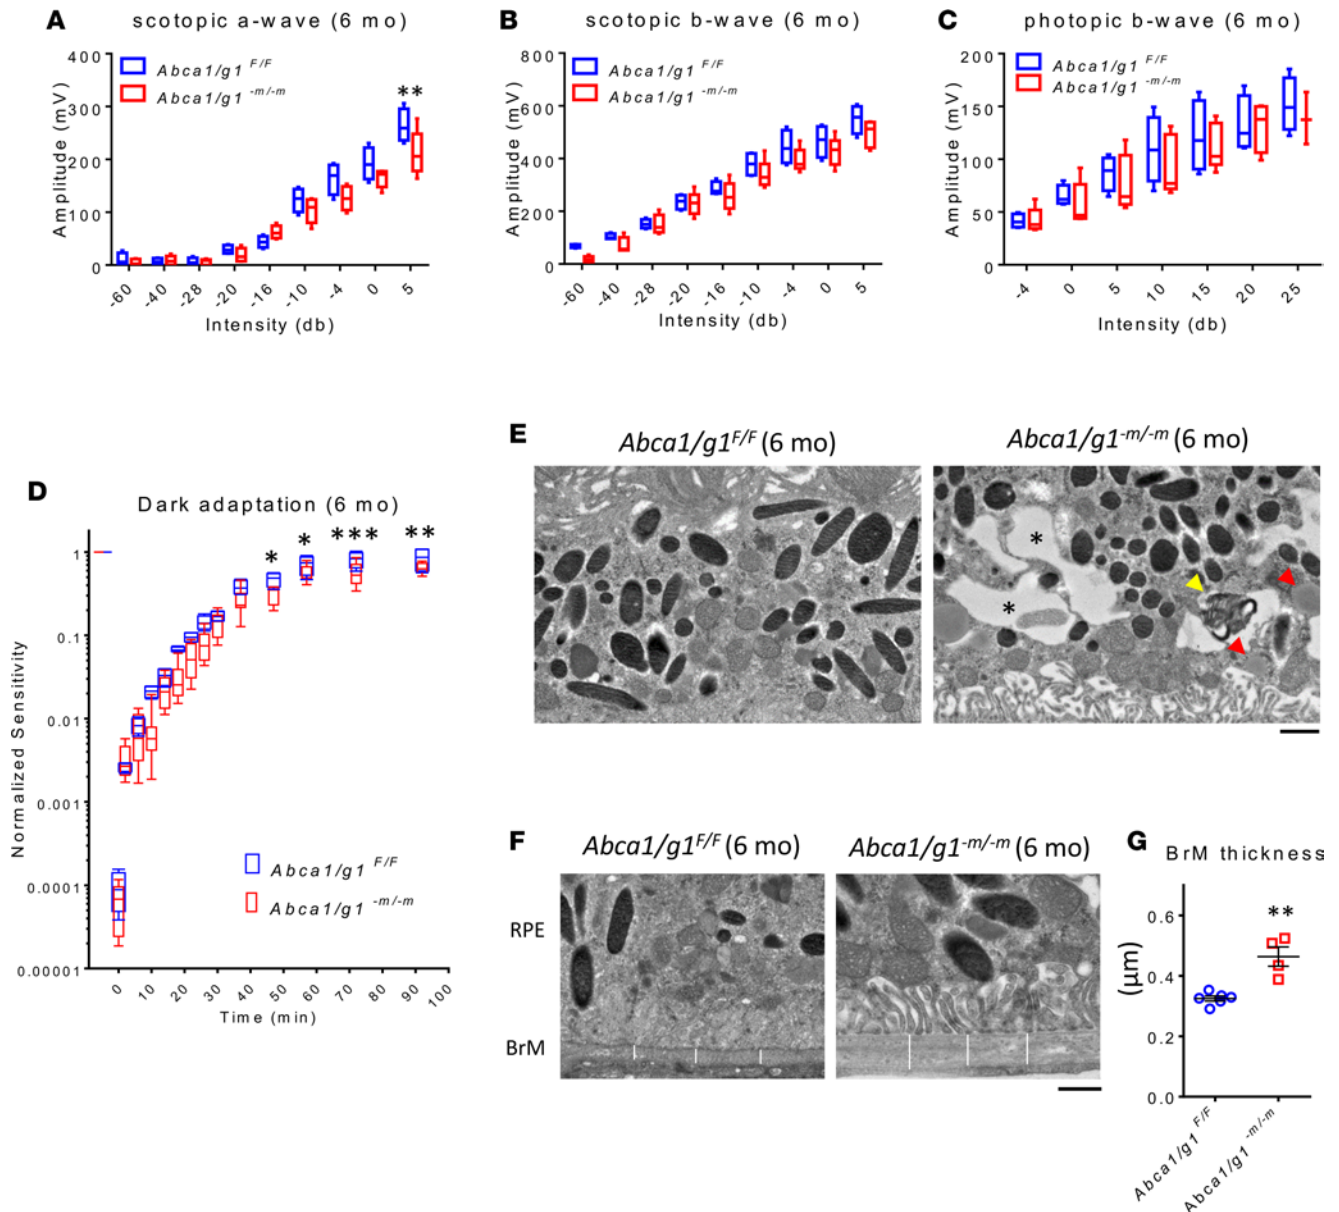 A scotopic a-wave (6 mo)
Amplitude (mV)
400
300
200
100
0
Abca1/g1 F/F
Abca1/g1 -m/-m
**
-60 -40 -28 -20 -16 -10 -4 0 5
Intensity (db)
B scotopic b-wave (6 mo)
Amplitude (mV)
800
600
400
200
0
Abca1/g1 F/F
Abca1/g1 -m/-m
-60 -40 -28 -20 -16 -10 -4 0 5
Intensity (db)
C photopic b-wave (6 mo)
Amplitude (mV)
200
150
100
50
0
Abca1/g1 F/F
Abca1/g1 -m/-m
-4 0 5 10 15 20 25
Intensity (db)
D
Dark adaptation (6 mo)
Normalized Sensitivity
1
0.1
0.01
0.001
0.0001
0.00001
* * *** **
Abca1/g1 F/F
Abca1/g1 -m/-m
0 10 20 30 40 50 60 70 80 90 100
Time (min)
E
Abca1/g1F/F (6 mo)
Abca1/g1-m/-m (6 mo)
*
*
F
Abca1/g1F/F (6 mo)
Abca1/g1-m/-m (6 mo)
RPE
BrM
G
BrM thickness
(μm)
0.6
0.4
0.2
0.0
**
Abca1/g1 F/F
Abca1/g1 -m/-m